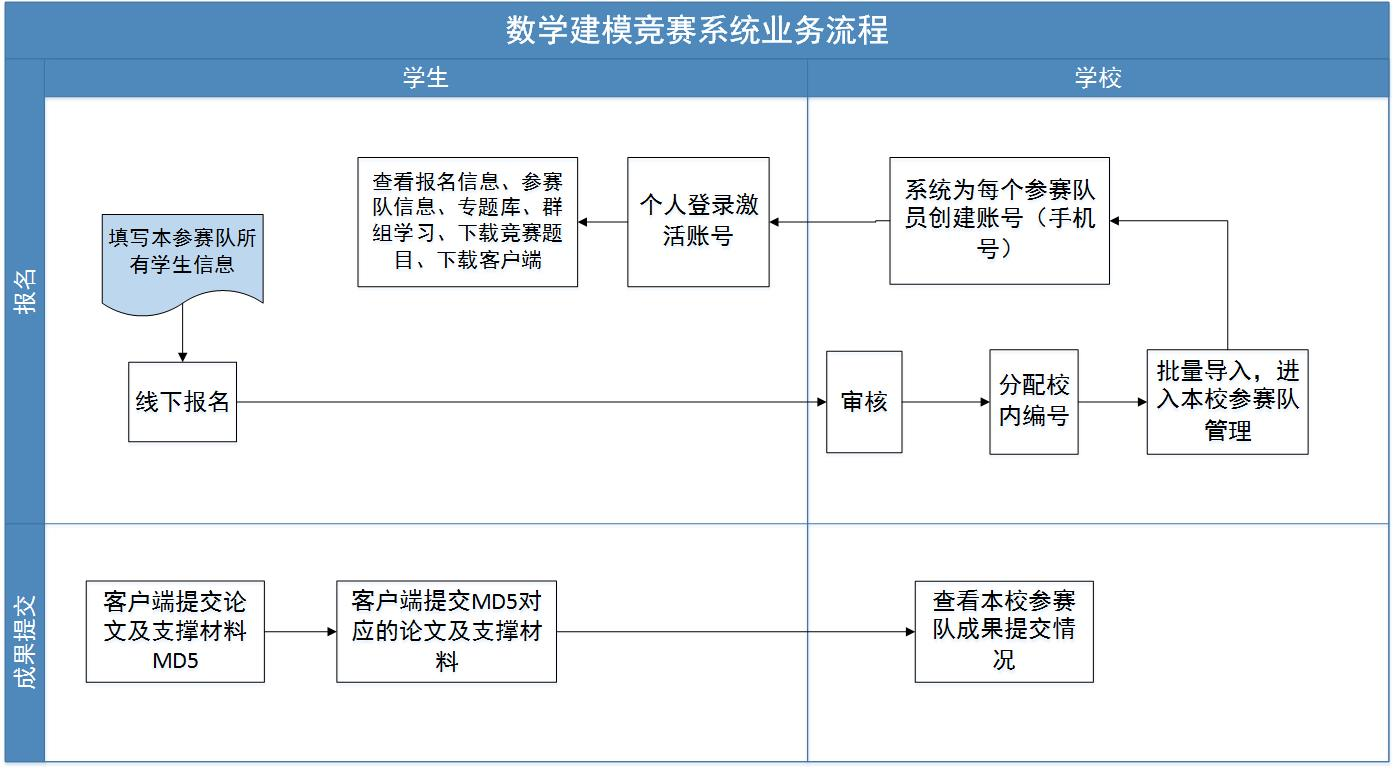 数学建模竞赛系统业务流程
学生
学校
报名
填写本参赛队所
有学生信息
线下报名
查看报名信息、参赛
队信息、专题库、群
组学习、下载竞赛题
目、下载客户端
个人登录激
活账号
系统为每个参赛队
员创建账号（手机
号）
审核
分配校
内编号
批量导入，进
入本校参赛队
管理
成果提交
客户端提交论
文及支撑材料
MD5
客户端提交MD5对
应的论文及支撑材
料
查看本校参赛
队成果提交情
况